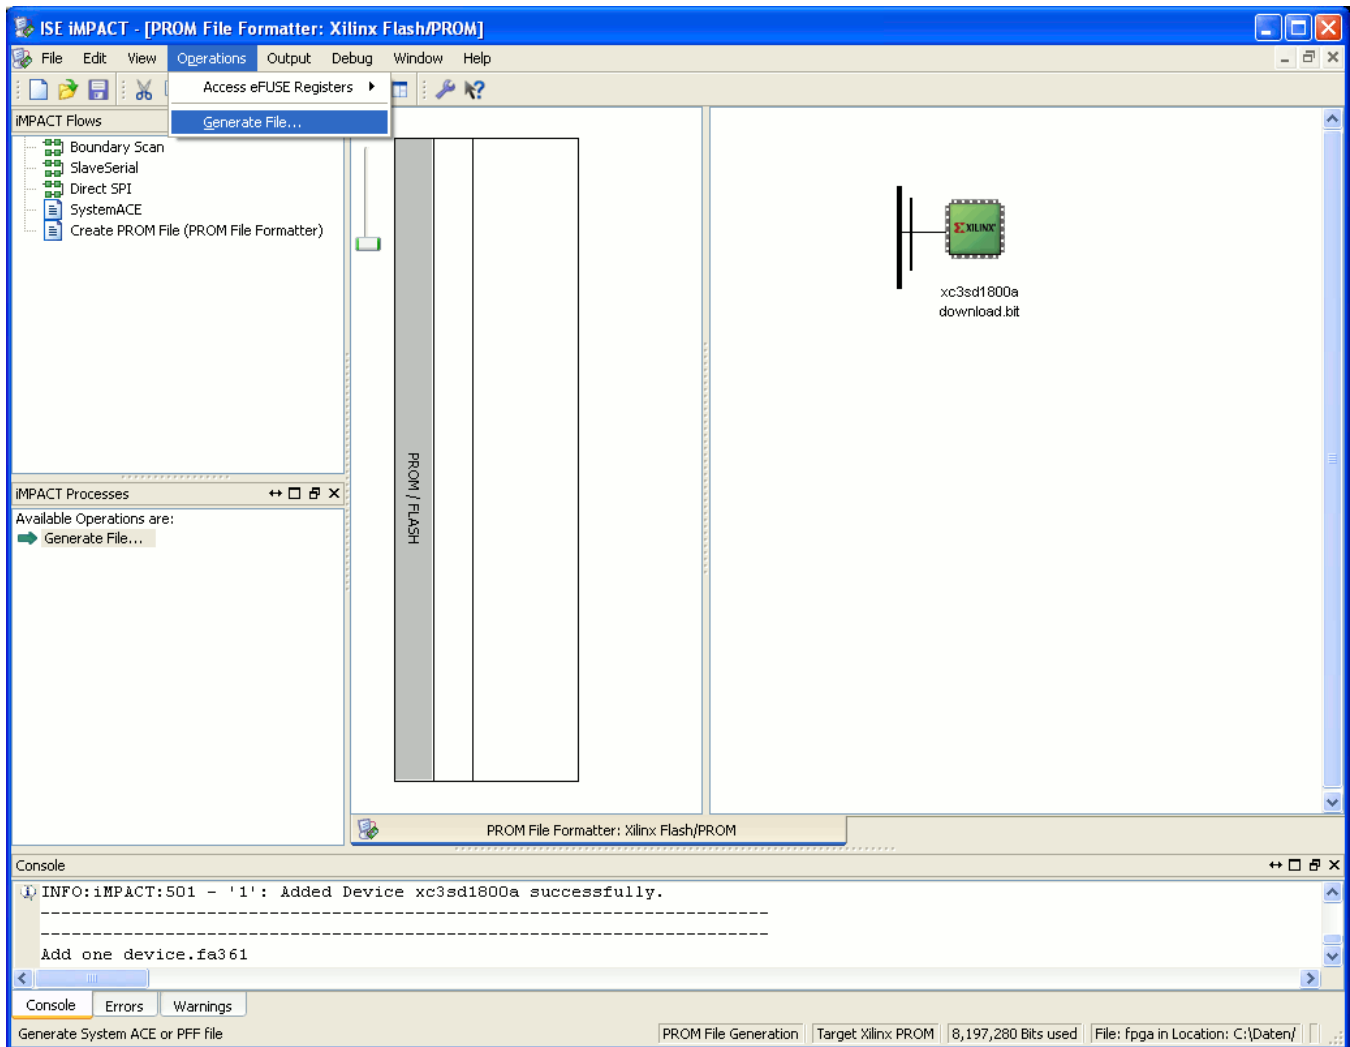 ISE iMPACT - [PROM File Formatter: Xilinx Flash/PROM]
File Edit View Operations Output Debug Window Help
Access eFUSE Registers
Generate File...
iMPACT Flows
Boundary Scan
SlaveSerial
Direct SPI
SystemACE
Create PROM File (PROM File Formatter)
XILINX
xc3sd1800a
download.bit
PROM / FLASH
iMPACT Processes
Available Operations are:
Generate File...
PROM File Formatter: Xilinx Flash/PROM
Console
INFO:iMPACT:501 - '1': Added Device xc3sd1800a successfully.
----------------------------------------------------------------------
----------------------------------------------------------------------
Add one device.fa361
Console Errors Warnings
Generate System ACE or PFF file PROM File Generation Target Xilinx PROM 8,197,280 Bits used File: fpga in Location: C:\Daten/